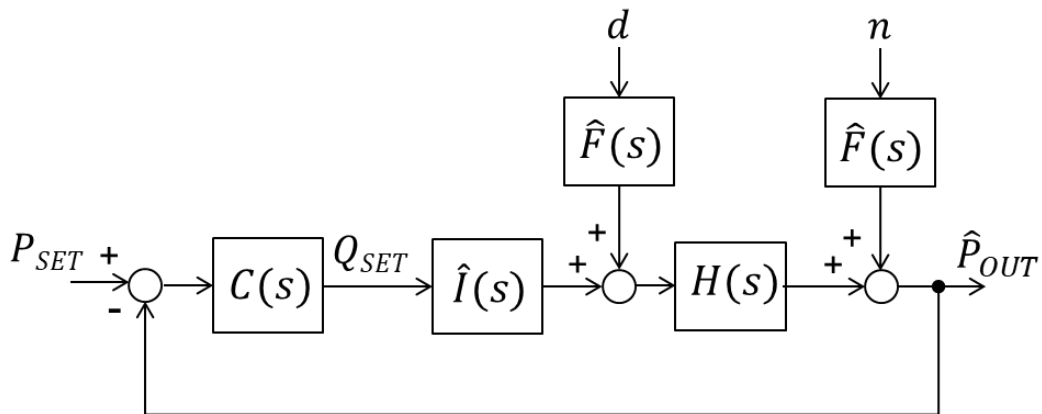 d
n
F̂(s)
F̂(s)
P_SET
+
-
C(s)
Q_SET
Î(s)
+
+
H(s)
+
+
P̂_OUT